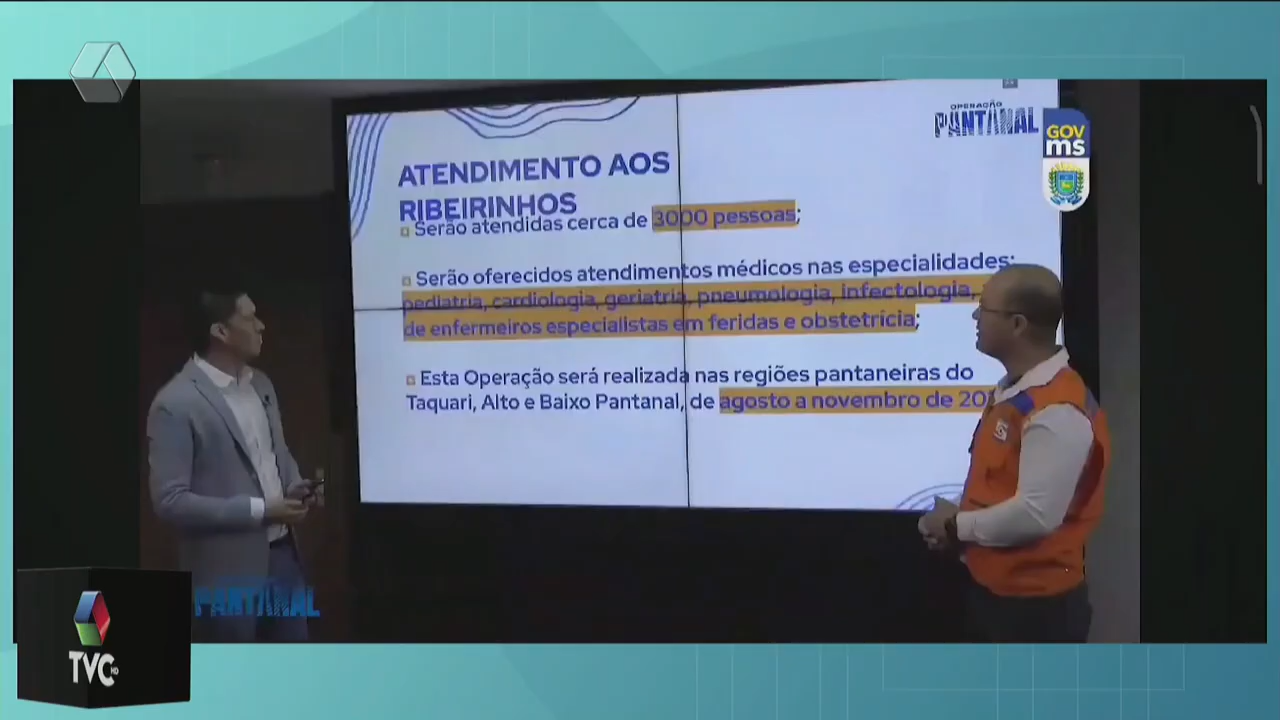 OPERAÇÃO
PANTANAL
GOV
MS
ATENDIMENTO AOS
RIBEIRINHOS
Serão atendidas cerca de 3000 pessoas;
Serão oferecidos atendimentos médicos nas especialidades:
pediatria, cardiologia, geriatria, pneumologia, infectologia,
de enfermeiros especialistas em feridas e obstetrícia;
Esta Operação será realizada nas regiões pantaneiras do
Taquari, Alto e Baixo Pantanal, de agosto a novembro de
PANTANAL
TVC HD